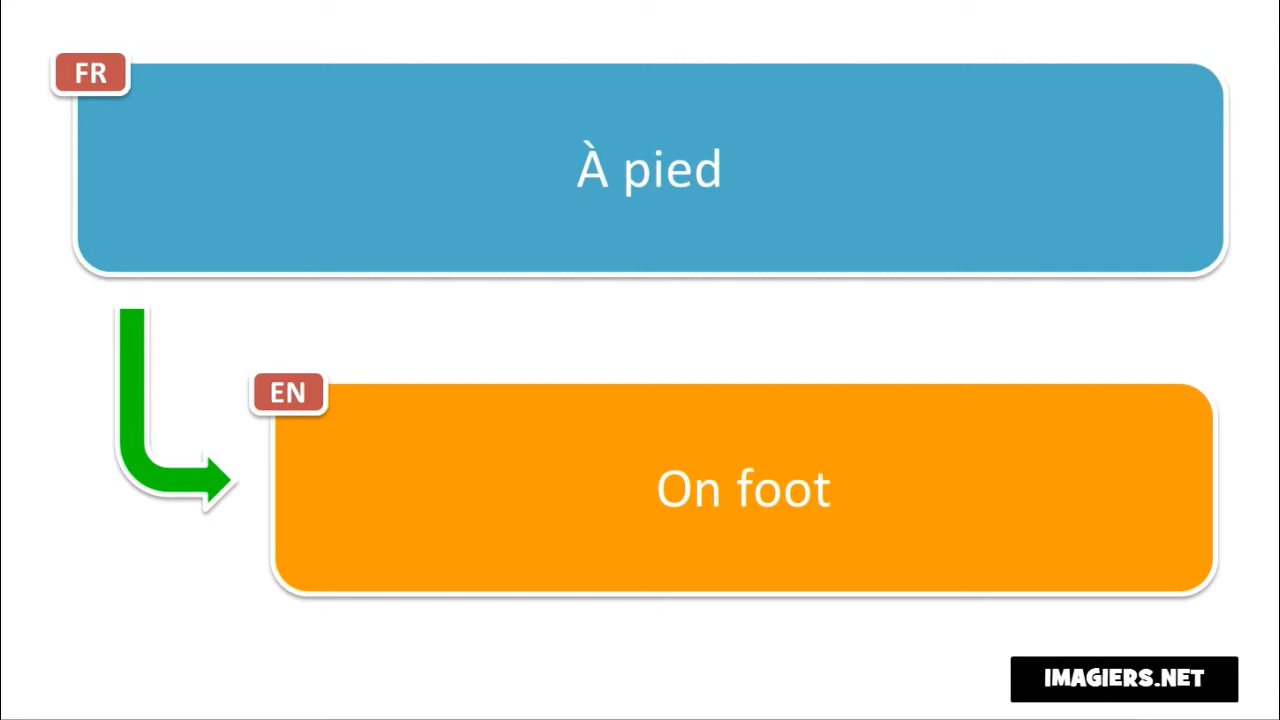 FR
À pied
EN
On foot
IMAGIERS.NET